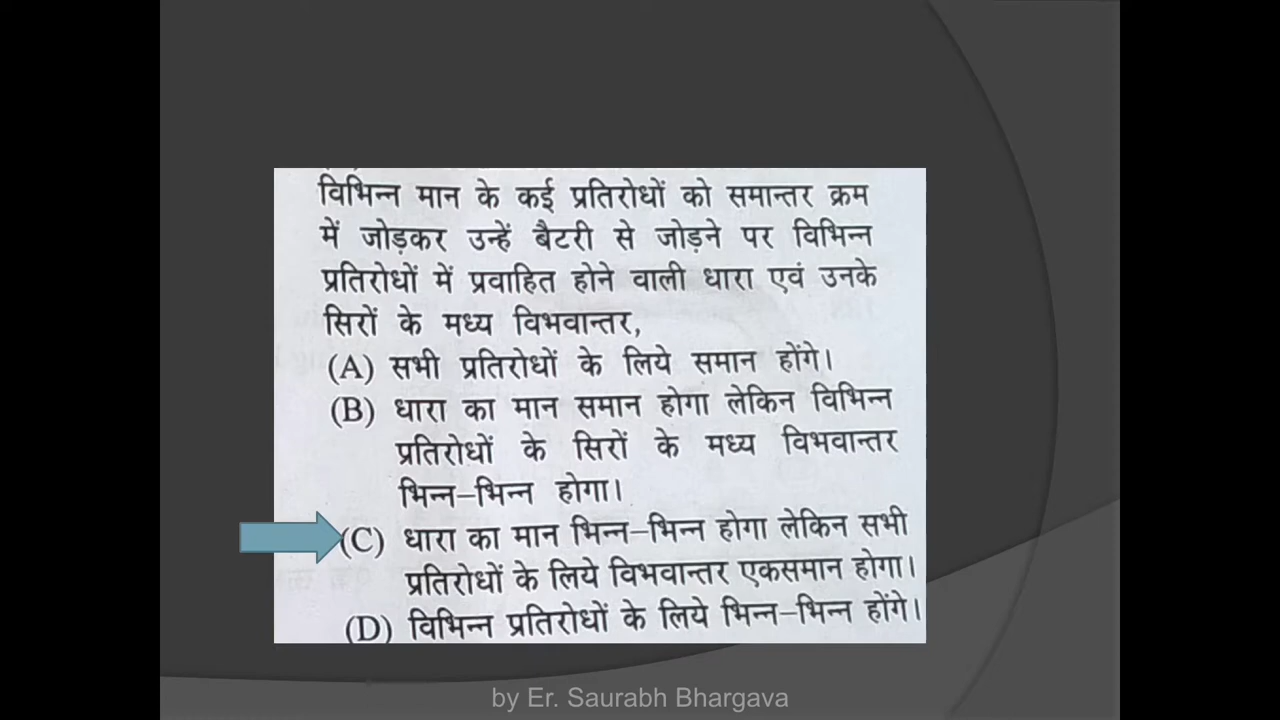 विभिन्न मान के कई प्रतिरोधों को समान्तर क्रम
में जोड़कर उन्हें बैटरी से जोड़ने पर विभिन्न
प्रतिरोधों में प्रवाहित होने वाली धारा एवं उनके
सिरों के मध्य विभवान्तर,
(A) सभी प्रतिरोधों के लिये समान होंगे।
(B) धारा का मान समान होगा लेकिन विभिन्न
प्रतिरोधों के सिरों के मध्य विभवान्तर
भिन्न–भिन्न होगा।
(C) धारा का मान भिन्न–भिन्न होगा लेकिन सभी
प्रतिरोधों के लिये विभवान्तर एकसमान होगा।
(D) विभिन्न प्रतिरोधों के लिये भिन्न–भिन्न होंगे।
by Er. Saurabh Bhargava